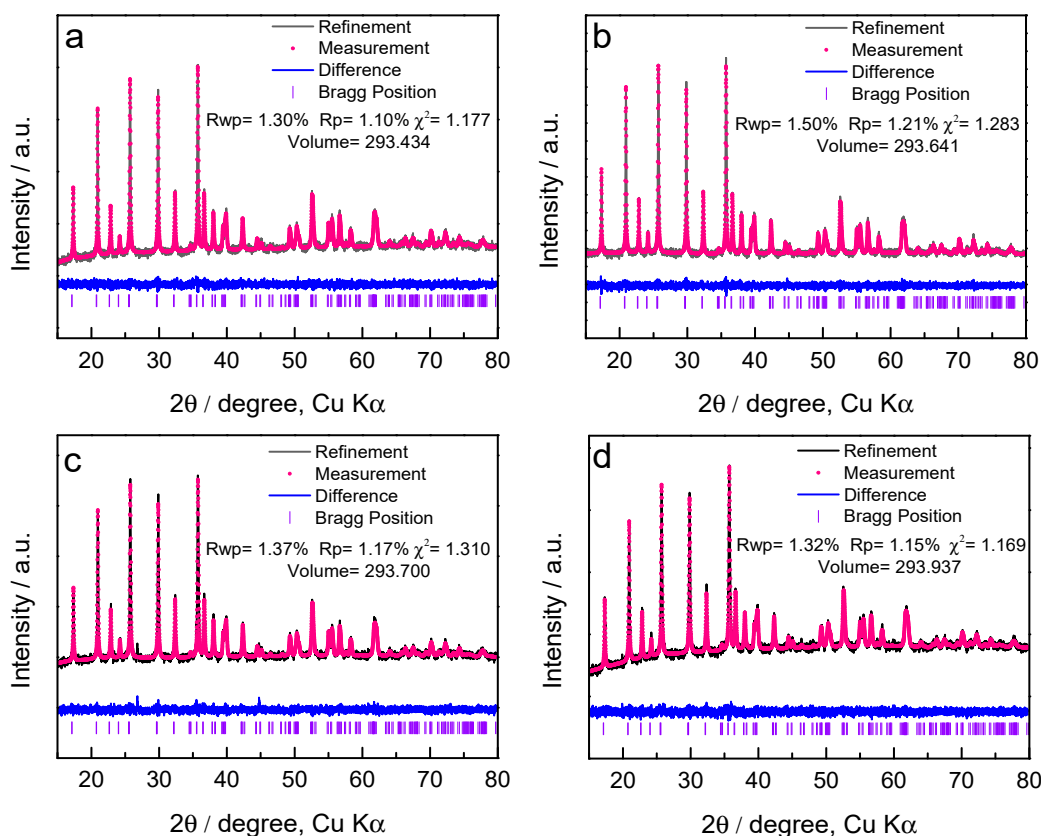 a
Refinement
Measurement
Difference
Bragg Position
Rwp= 1.30% Rp= 1.10% χ²= 1.177
Volume= 293.434
Intensity / a.u.
20 30 40 50 60 70 80
2θ / degree, Cu Kα
b
Refinement
Measurement
Difference
Bragg Position
Rwp= 1.50% Rp= 1.21% χ²= 1.283
Volume= 293.641
Intensity / a.u.
20 30 40 50 60 70 80
2θ / degree, Cu Kα
c
Refinement
Measurement
Difference
Bragg Position
Rwp= 1.37% Rp= 1.17% χ²= 1.310
Volume= 293.700
Intensity / a.u.
20 30 40 50 60 70 80
2θ / degree, Cu Kα
d
Refinement
Measurement
Difference
Bragg Position
Rwp= 1.32% Rp= 1.15% χ²= 1.169
Volume= 293.937
Intensity / a.u.
20 30 40 50 60 70 80
2θ / degree, Cu Kα